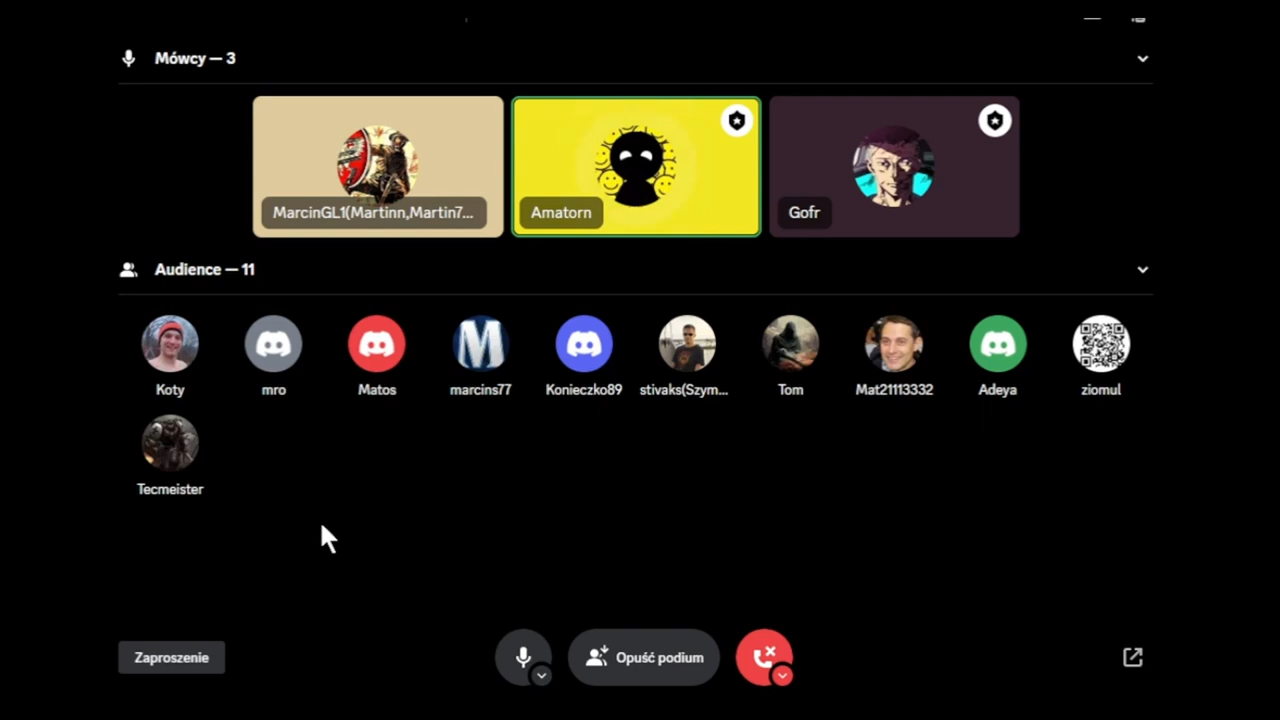 Mówcy — 3
MarcinGL1(Martinn,Martin7...
Amatorn
Gofr
Audience — 11
Koty
mro
Matos
M
marcins77
Konieczko89
stivaks(Szym...
Tom
Mat21113332
Adeya
ziomul
Tecmeister
Zaproszenie
Opuść podium